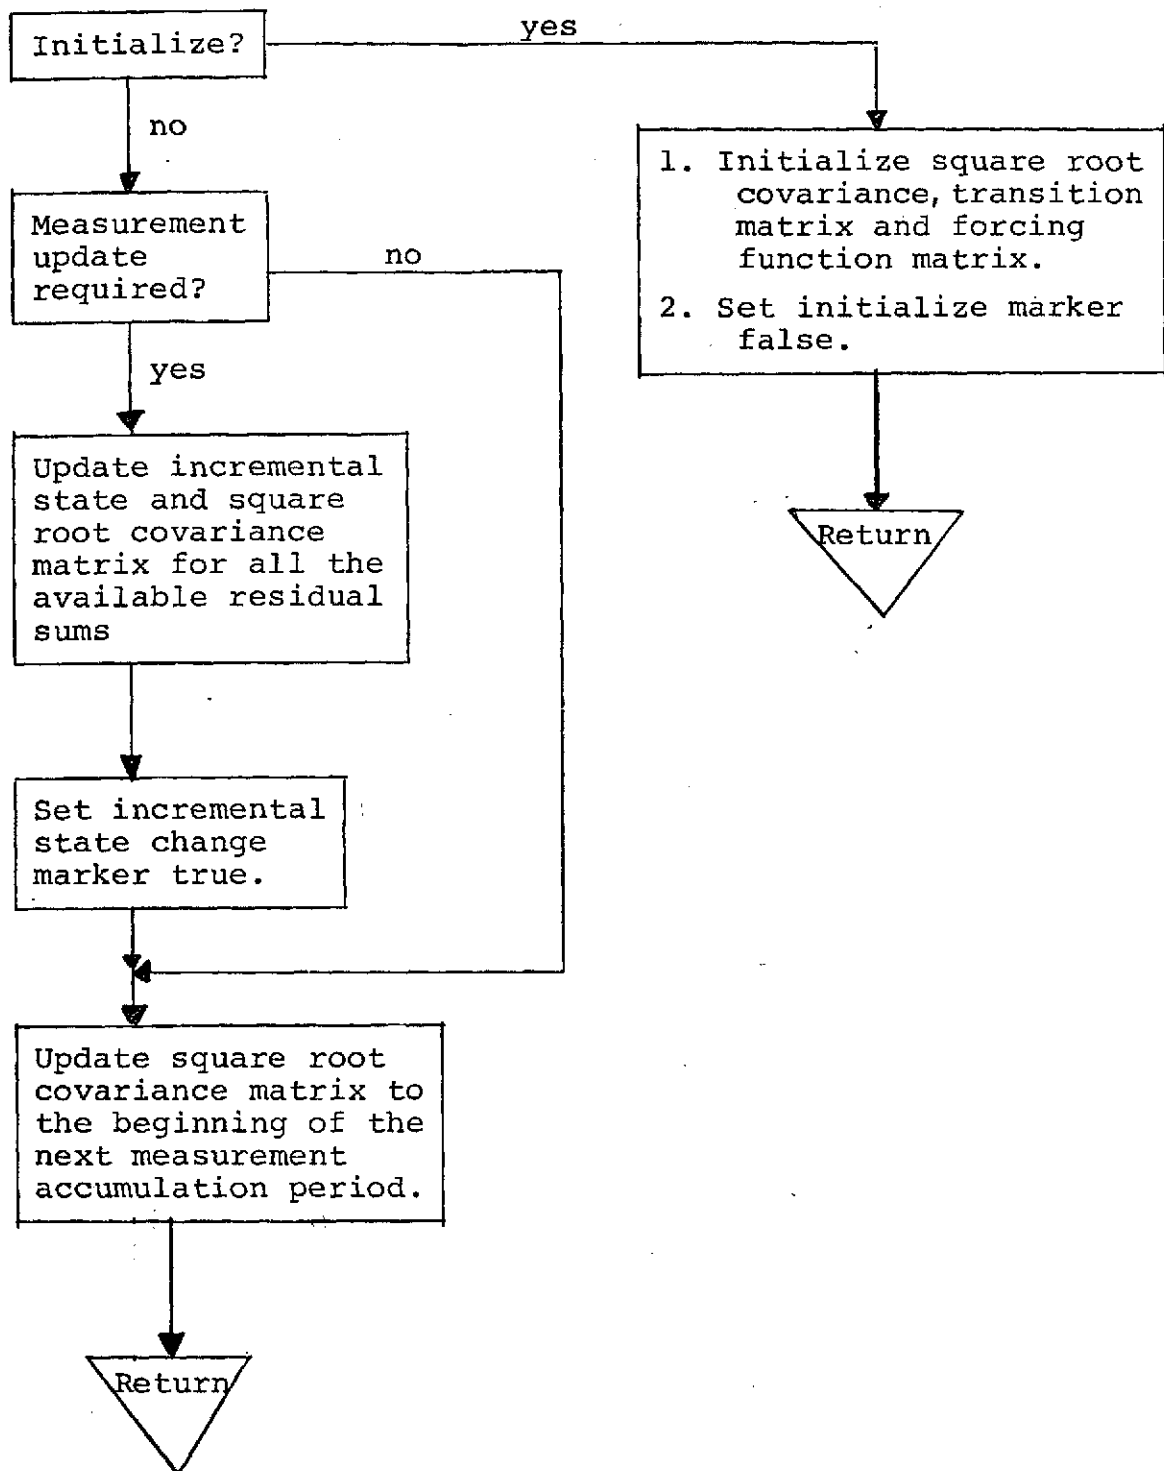 Initialize?
yes
no
1. Initialize square root
covariance, transition
matrix and forcing
function matrix.
2. Set initialize marker
false.
Return
Measurement
update
required?
no
yes
Update incremental
state and square
root covariance
matrix for all the
available residual
sums
Set incremental
state change
marker true.
Update square root
covariance matrix to
the beginning of the
next measurement
accumulation period.
Return